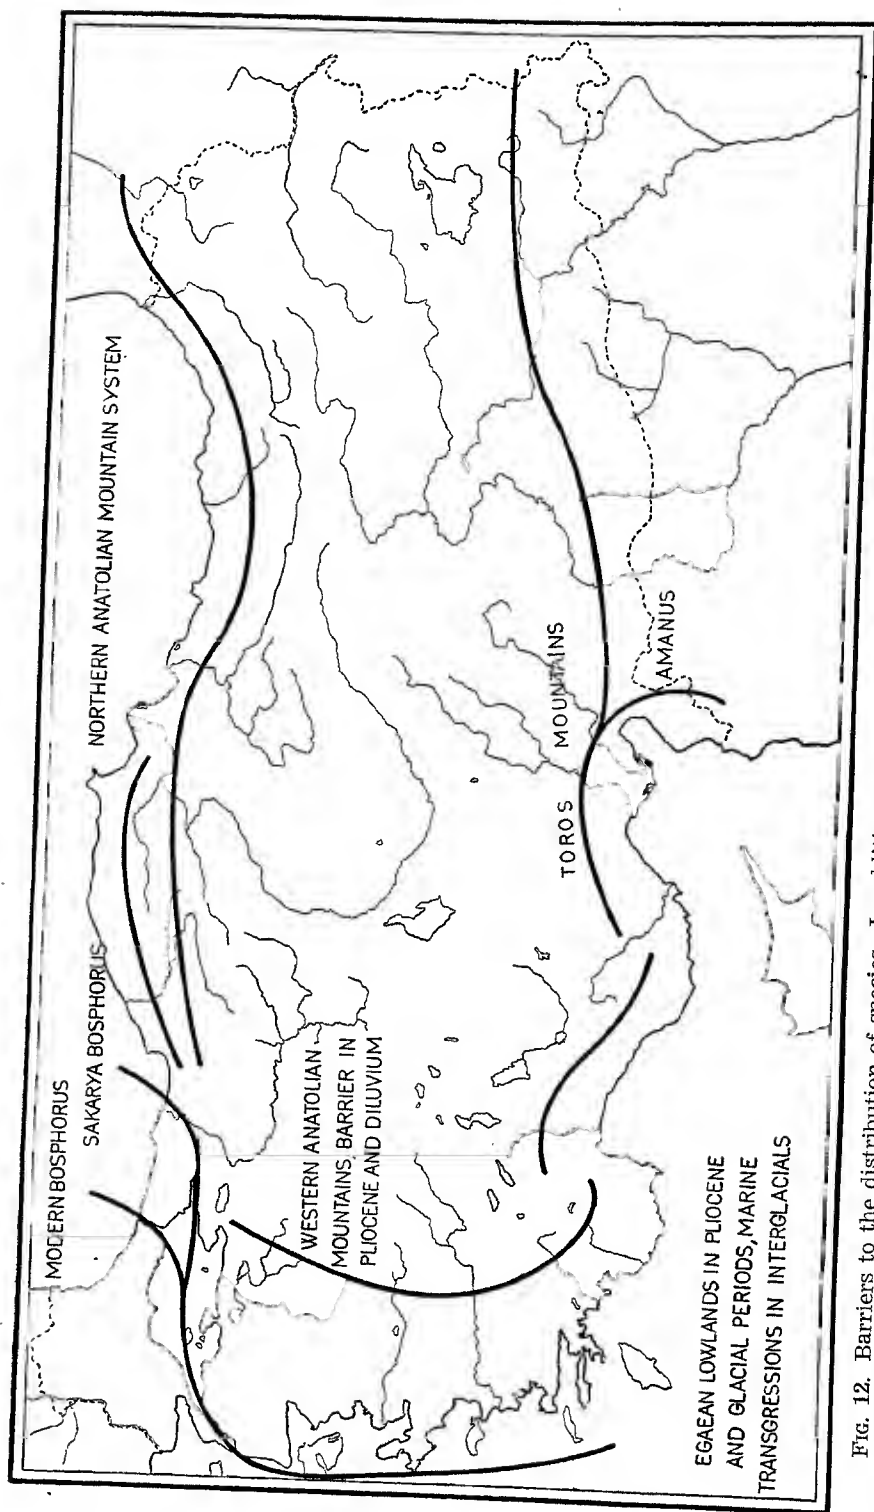 MODERN BOSPHORUS
SAKARYA BOSPHORUS
NORTHERN ANATOLIAN MOUNTAIN SYSTEM
WESTERN ANATOLIAN
MOUNTAINS, BARRIER IN
PLIOCENE AND DILUVIUM
TOROS MOUNTAINS
AMANUS
EGAEAN LOWLANDS IN PLIOCENE
AND GLACIAL PERIODS, MARINE
TRANSGRESSIONS IN INTERGLACIALS
FIG. 12. Barriers to the distribution of species.